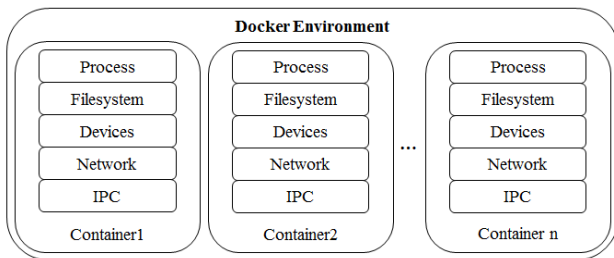 Docker Environment
Process
Filesystem
Devices
Network
IPC
Container1
Process
Filesystem
Devices
Network
IPC
Container2
...
Process
Filesystem
Devices
Network
IPC
Container n